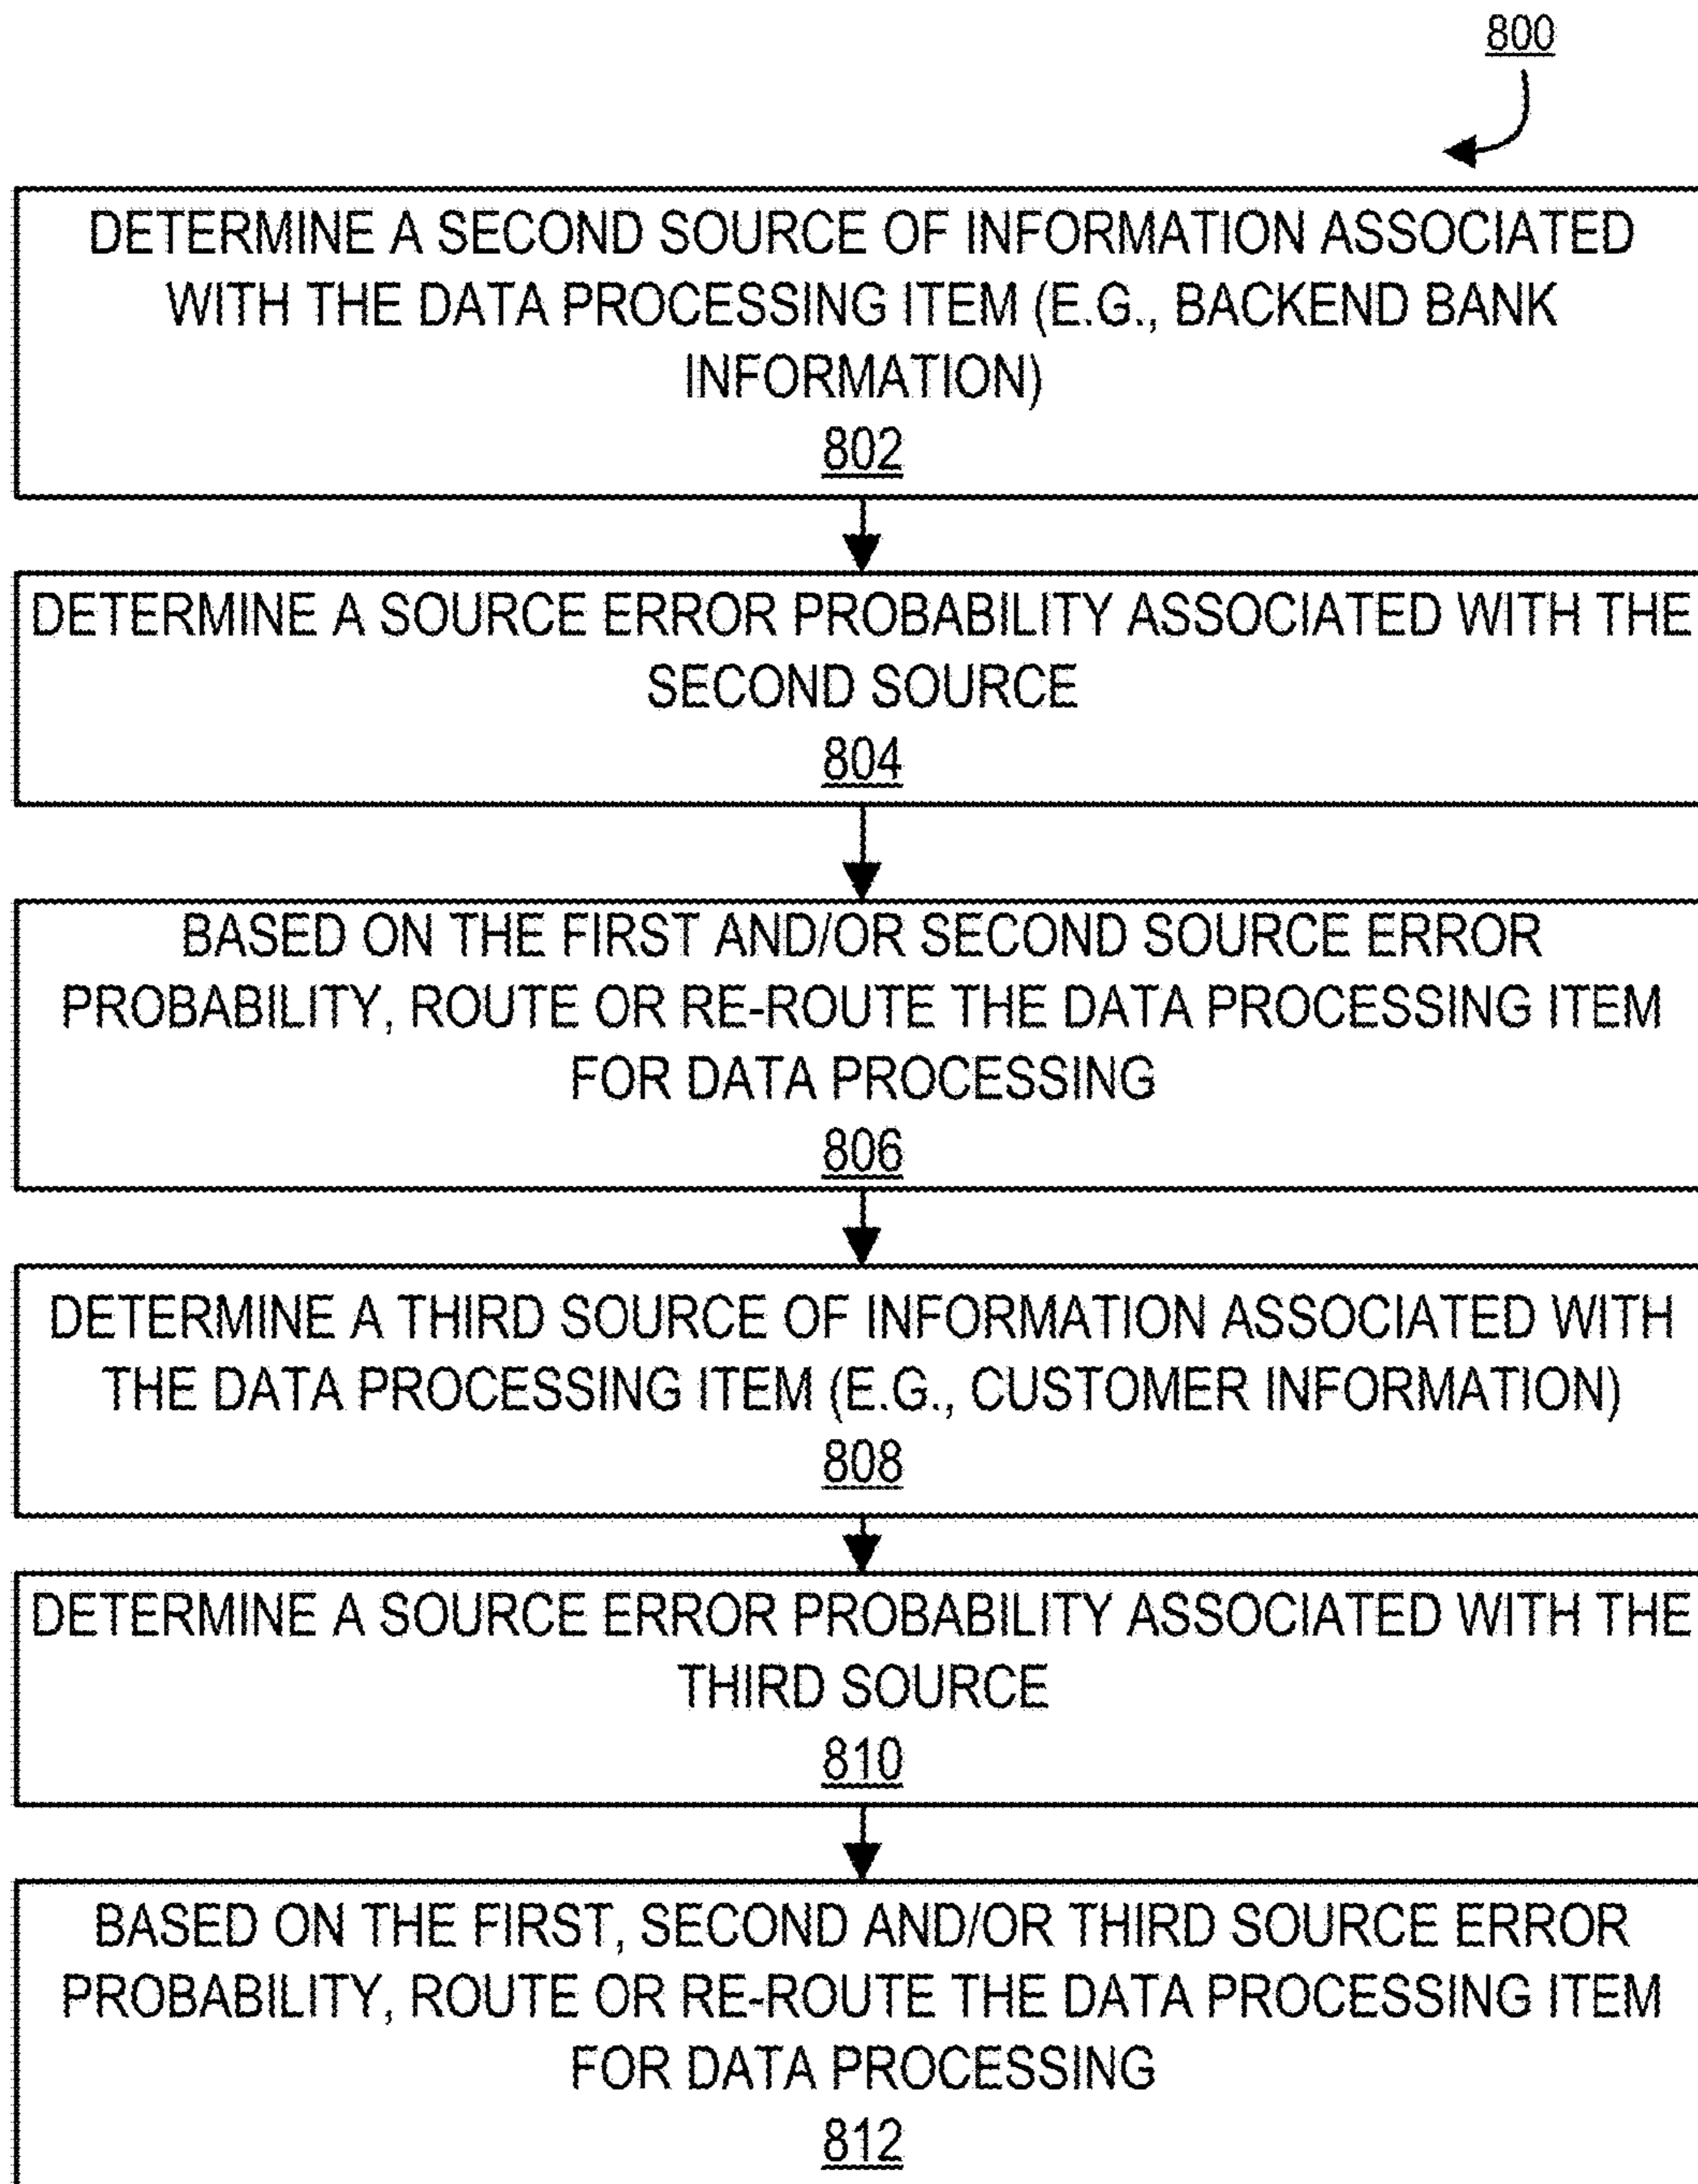 800
DETERMINE A SECOND SOURCE OF INFORMATION ASSOCIATED
WITH THE DATA PROCESSING ITEM (E.G., BACKEND BANK
INFORMATION)
802
DETERMINE A SOURCE ERROR PROBABILITY ASSOCIATED WITH THE
SECOND SOURCE
804
BASED ON THE FIRST AND/OR SECOND SOURCE ERROR
PROBABILITY, ROUTE OR RE-ROUTE THE DATA PROCESSING ITEM
FOR DATA PROCESSING
806
DETERMINE A THIRD SOURCE OF INFORMATION ASSOCIATED WITH
THE DATA PROCESSING ITEM (E.G., CUSTOMER INFORMATION)
808
DETERMINE A SOURCE ERROR PROBABILITY ASSOCIATED WITH THE
THIRD SOURCE
810
BASED ON THE FIRST, SECOND AND/OR THIRD SOURCE ERROR
PROBABILITY, ROUTE OR RE-ROUTE THE DATA PROCESSING ITEM
FOR DATA PROCESSING
812